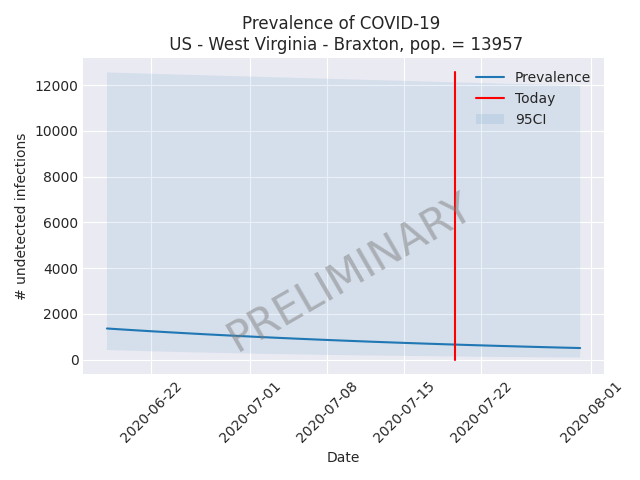 Prevalence of COVID-19
US - West Virginia - Braxton, pop. = 13957
Prevalence
Today
95CI
12000
10000
8000
6000
4000
2000
0
# undetected infections
PRELIMINARY
2020-06-22
2020-07-01
2020-07-08
2020-07-15
2020-07-22
2020-08-01
Date